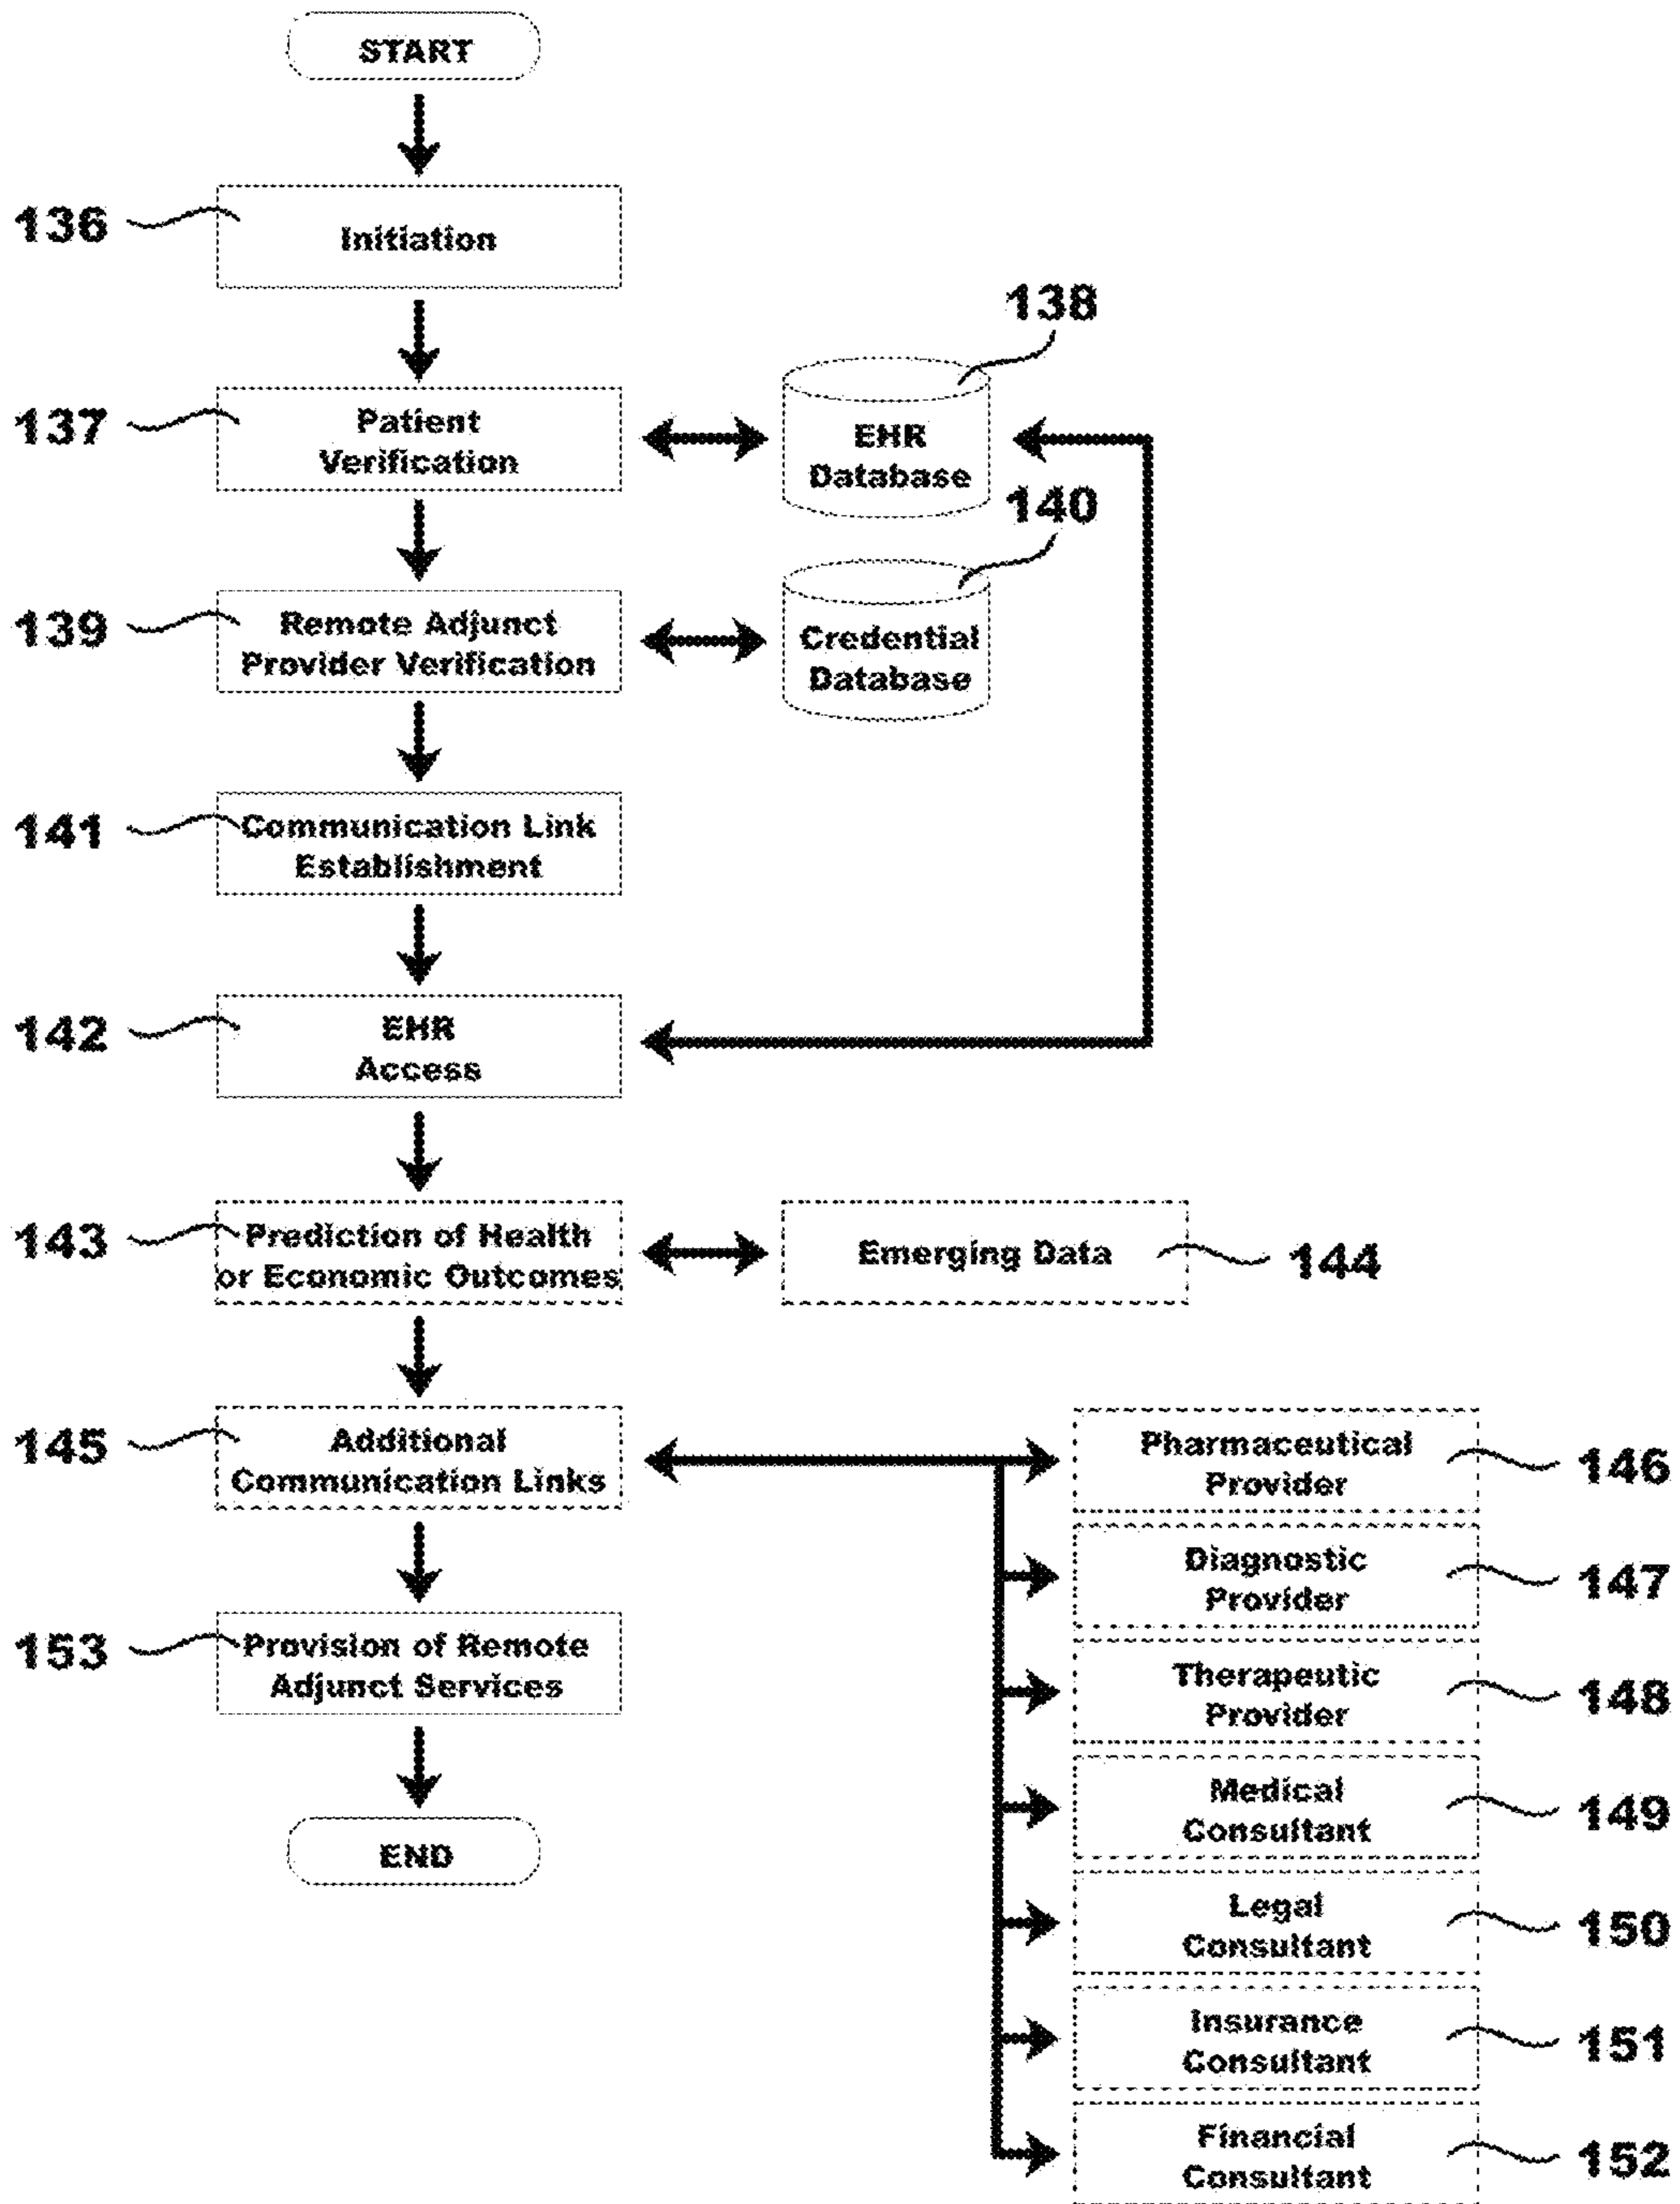 START
136
Initiation
138
137
Patient
Verification
EHR
Database
140
139
Remote Adjunct
Provider Verification
Credential
Database
141
Communication Link
Establishment
142
EHR
Access
143
Prediction of Health
or Economic Outcomes
Emerging Data
144
145
Additional
Communication Links
Pharmaceutical
Provider
146
Diagnostic
Provider
147
153
Provision of Remote
Adjunct Services
Therapeutic
Provider
148
Medical
Consultant
149
END
Legal
Consultant
150
Insurance
Consultant
151
Financial
Consultant
152